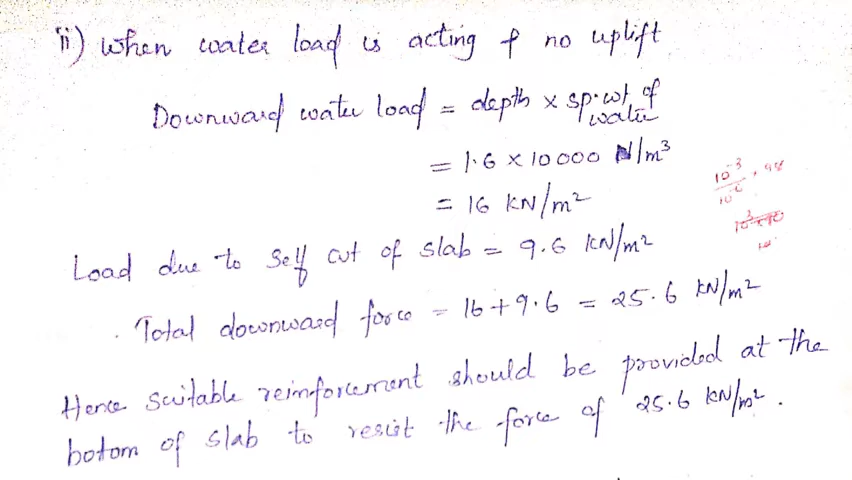 ii) When water load is acting & no uplift
Downward water load = depth x sp.wt of water
= 1.6 x 10000 N/m³
= 16 KN/m²
10⁻³
Load due to self wt of slab = 9.6 KN/m²
Total downward force = 16 + 9.6 = 25.6 KN/m²
Hence suitable reinforcement should be provided at the
botom of slab to resist the force of 25.6 KN/m².